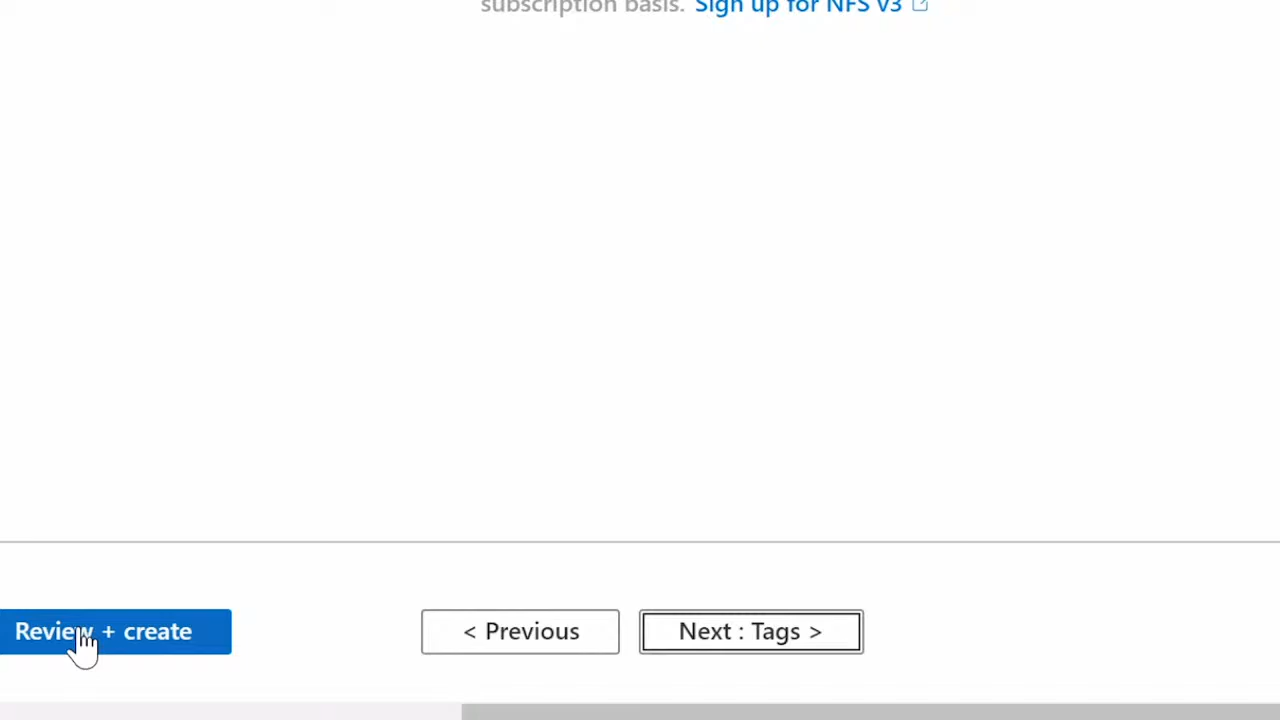 subscription basis. Sign up for NFS v3
Review + create
< Previous
Next : Tags >